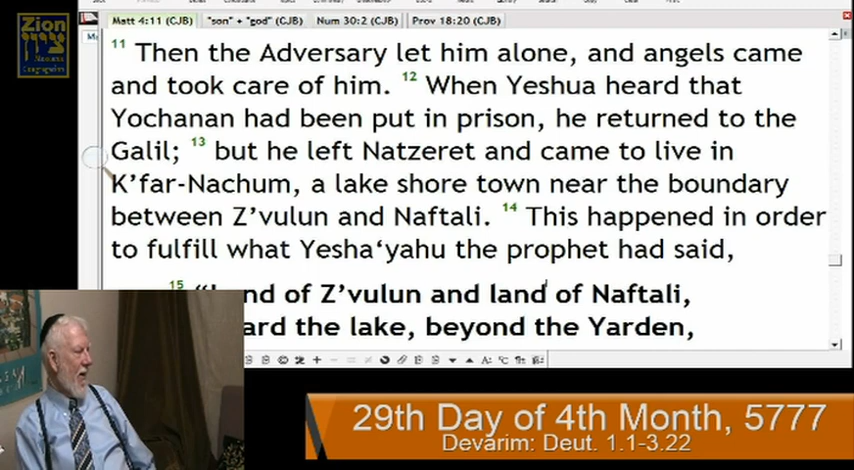 Zion
ציון
Messianic
Congregation
Matt 4:11 (CJB) "son" + "god" (CJB) Num 30:2 (CJB) Prov 18:20 (CJB)
11 Then the Adversary let him alone, and angels came
and took care of him. 12 When Yeshua heard that
Yochanan had been put in prison, he returned to the
Galil; 13 but he left Natzeret and came to live in
K’far-Nachum, a lake shore town near the boundary
between Z’vulun and Naftali. 14 This happened in order
to fulfill what Yesha‘yahu the prophet had said,
15 nd of Z’vulun and land of Naftali,
ard the lake, beyond the Yarden,
29th Day of 4th Month, 5777
Devarim: Deut. 1.1-3.22